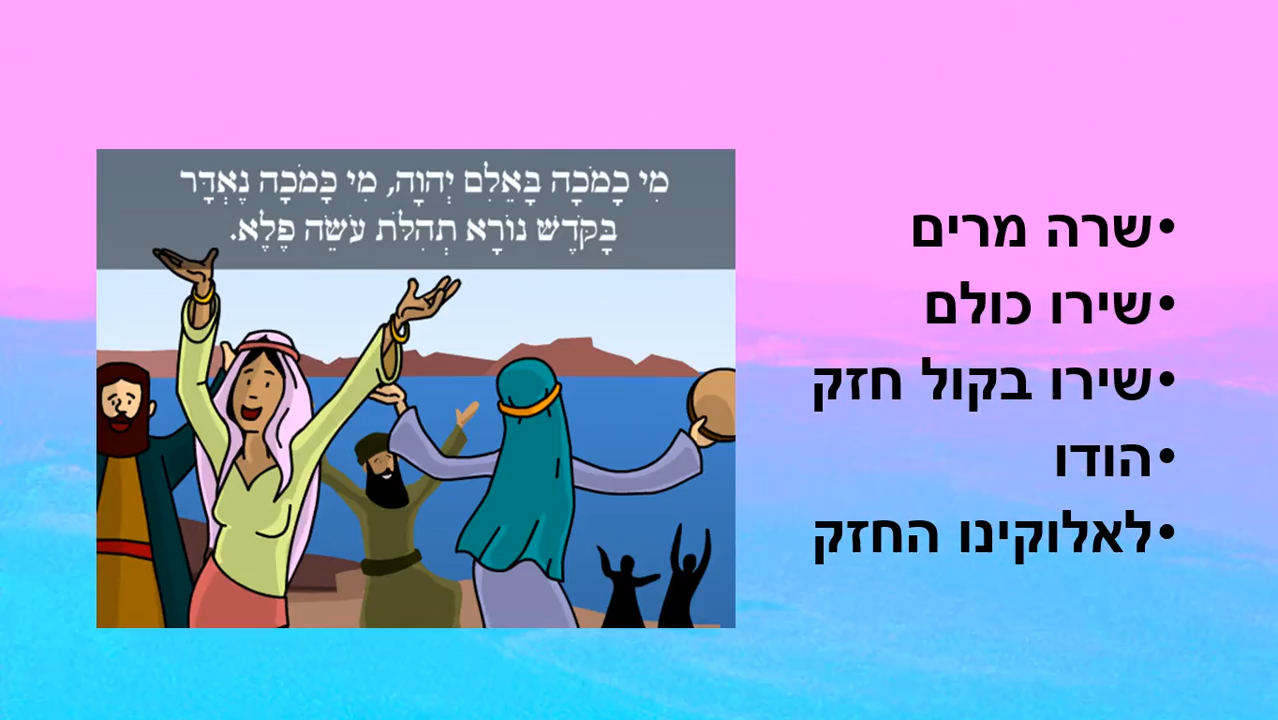 מִי כָמֹכָה בָּאֵלִם יְהוָה, מִי כָּמֹכָה נֶאְדָּר
בַּקֹּדֶשׁ נוֹרָא תְהִלֹּת עֹשֵׂה פֶלֶא.
•שרה מרים
•שירו כולם
•שירו בקול חזק
•הודו
•לאלוקינו החזק